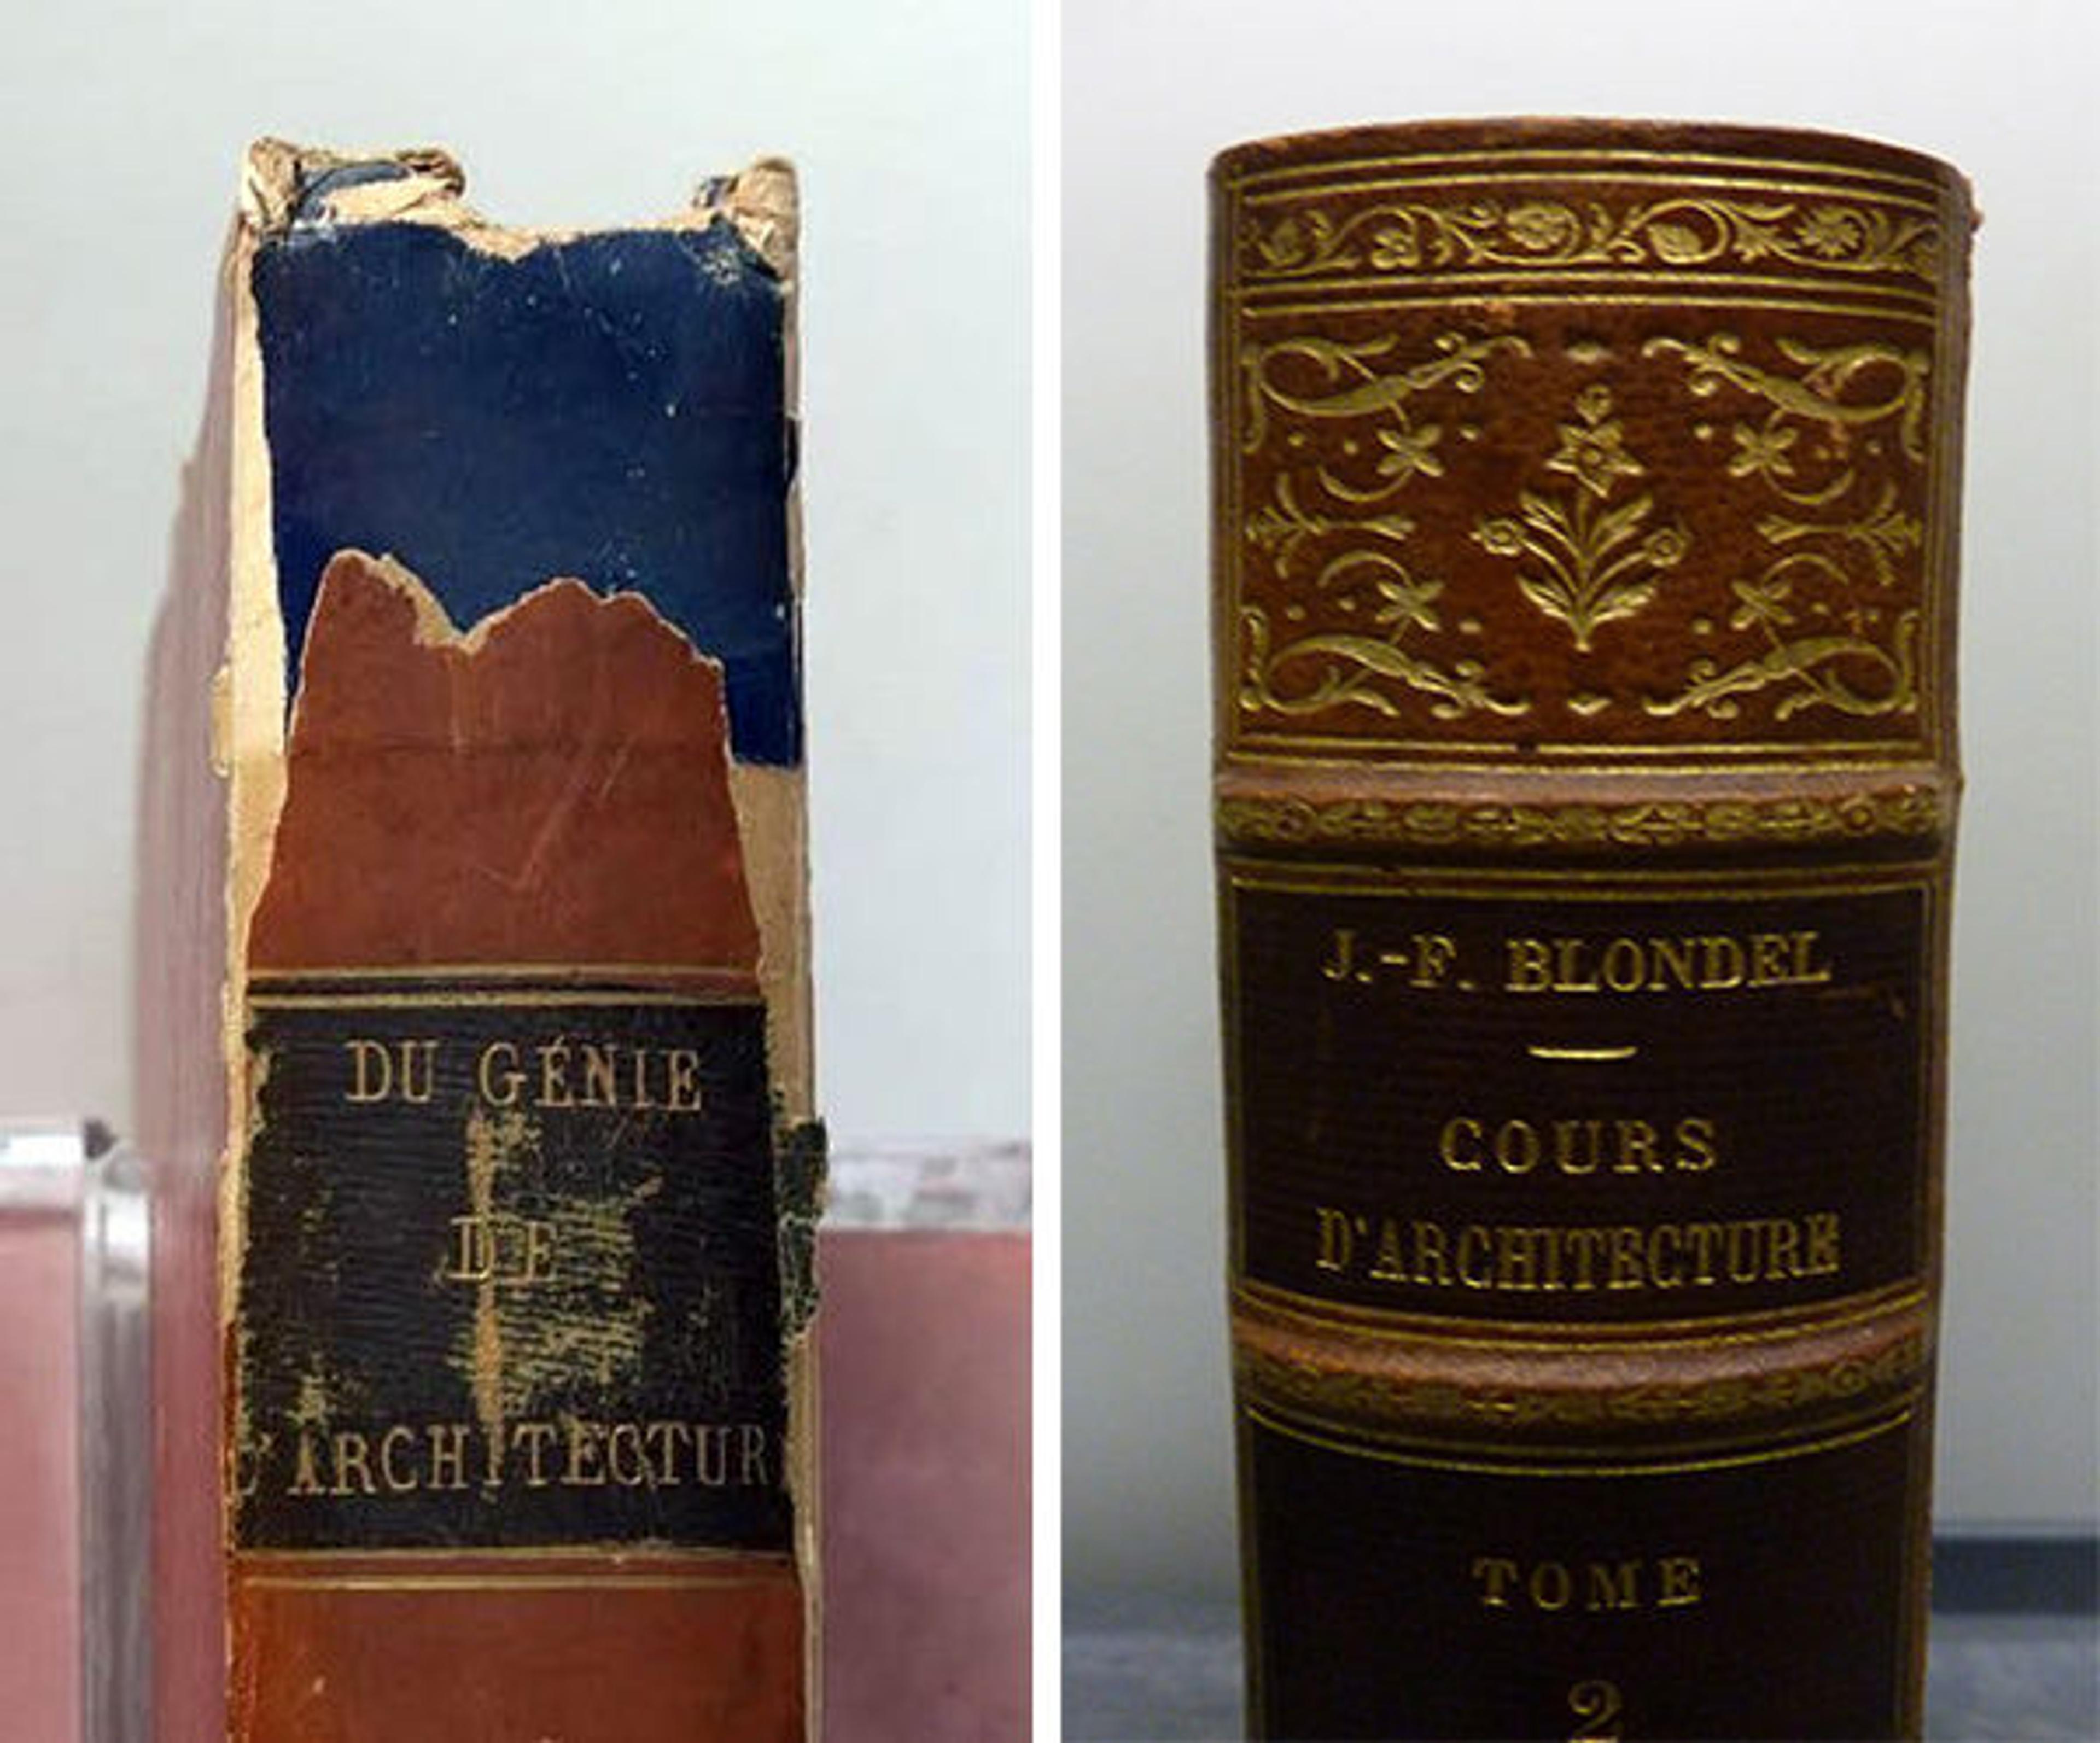 DU GÉNIE
DE
L'ARCHITECTUR
J.-F. BLONDEL
COURS
D'ARCHITECTURE
TOME
2